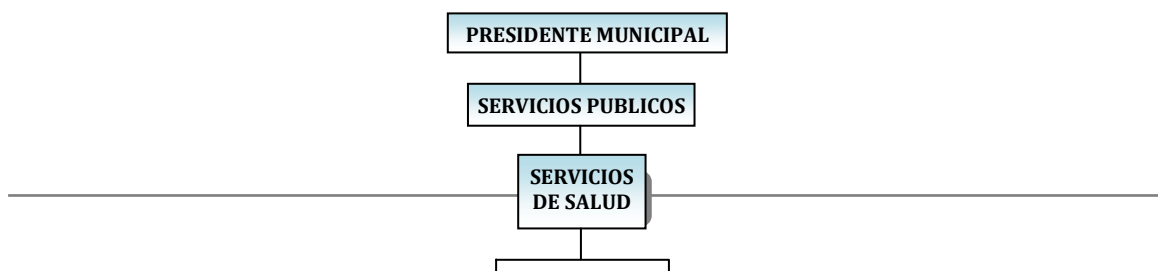 PRESIDENTE MUNICIPAL
SERVICIOS PUBLICOS
SERVICIOS
DE SALUD